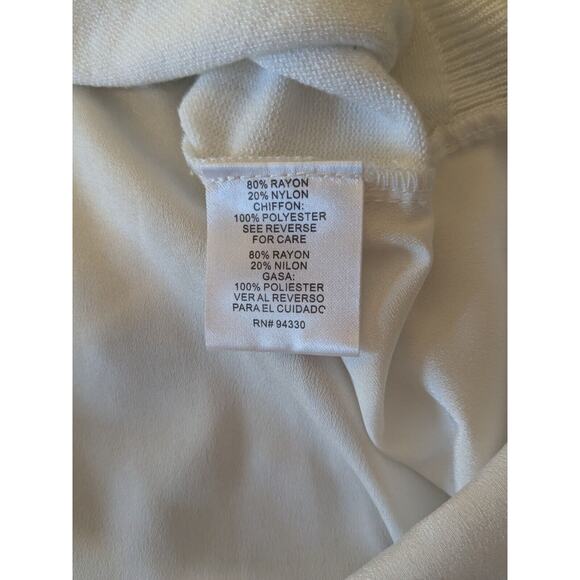 80% RAYON
20% NYLON
CHIFFON:
100% POLYESTER
SEE REVERSE
FOR CARE
80% RAYON
20% NILON
GASA:
100% POLIESTER
VER AL REVERSO
PARA EL CUIDADO
RN# 94330